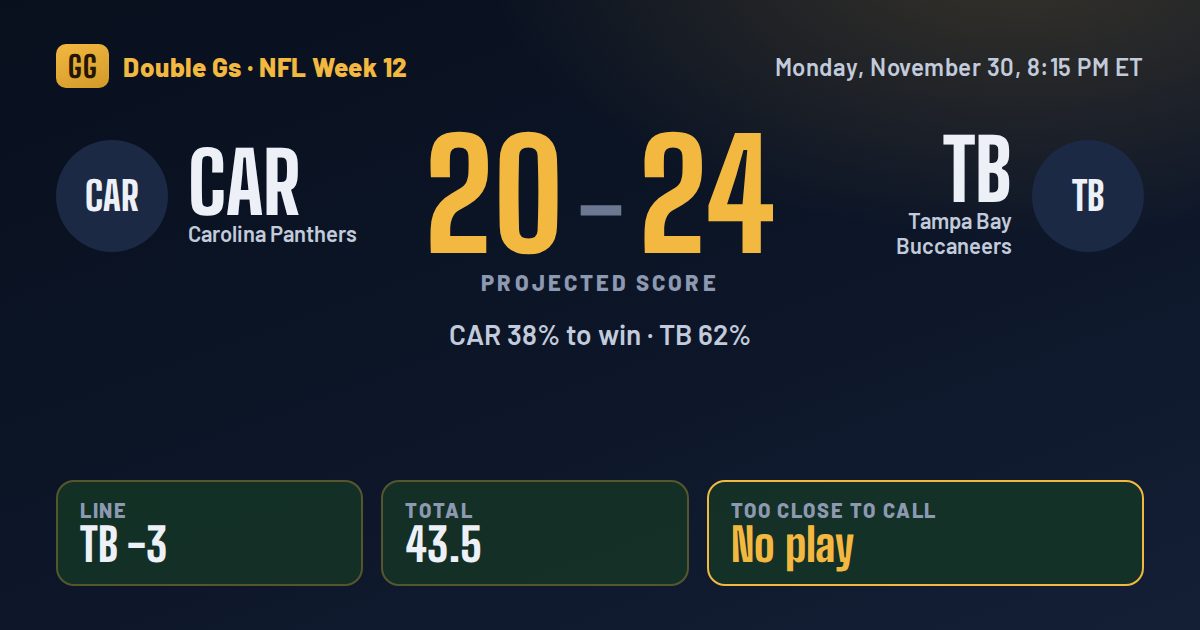 GG
Double Gs · NFL Week 12
Monday, November 30, 8:15 PM ET
CAR
CAR
Carolina Panthers
20 – 24
PROJECTED SCORE
CAR 38% to win · TB 62%
TB
Tampa Bay
Buccaneers
TB
LINE
TB −3
TOTAL
43.5
TOO CLOSE TO CALL
No play